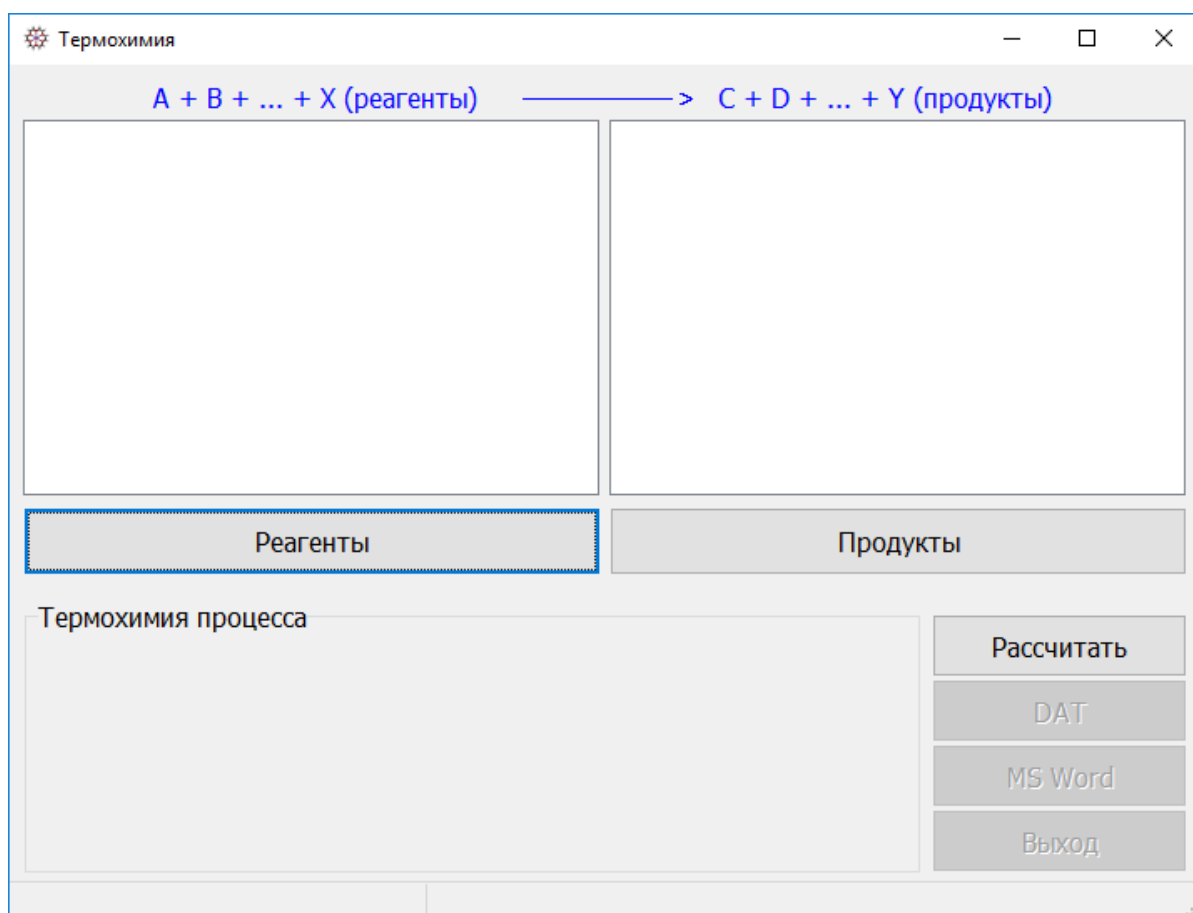 Термохимия
A + B + ... + X (реагенты) ————> C + D + ... + Y (продукты)
Реагенты
Продукты
Термохимия процесса
Рассчитать
DAT
MS Word
Выход